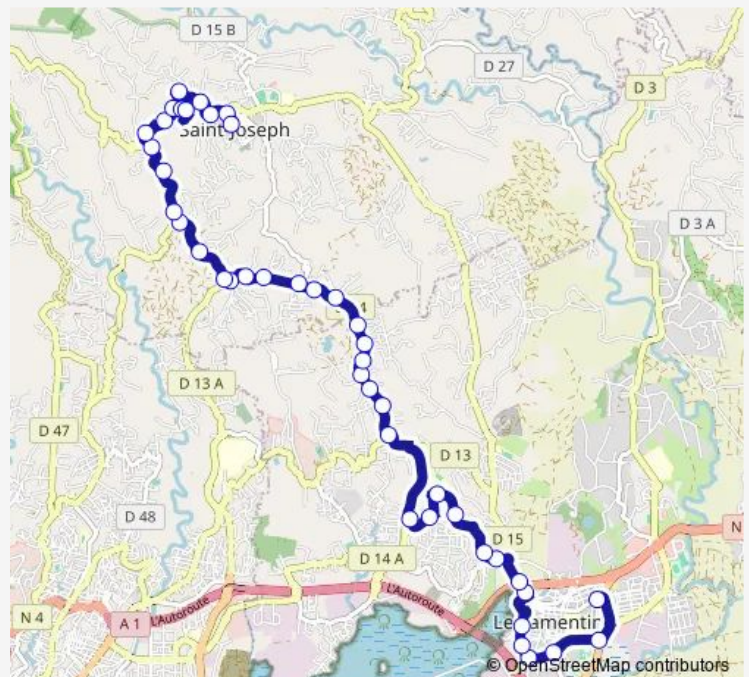 D 15 B
D 27
D 3
Saint-Joseph
D 3 A
D 13 A
D 47
D 13
D 48
D 15
D 14 A
N
L'Autoroute
L'Autoroute
N 4
A 1
Le Lamentin
© OpenStreetMap contributors